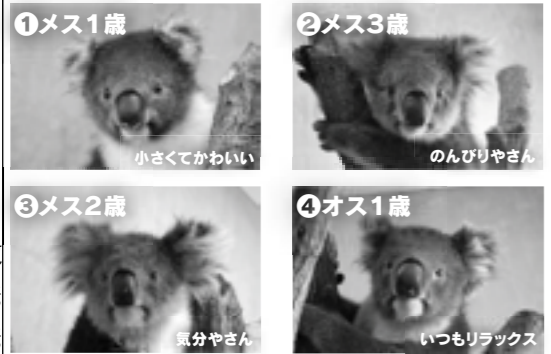 ❶メス1歳
小さくてかわいい
❷メス3歳
のんびりやさん
❸メス2歳
気分やさん
❹オス1歳
いつもリラックス